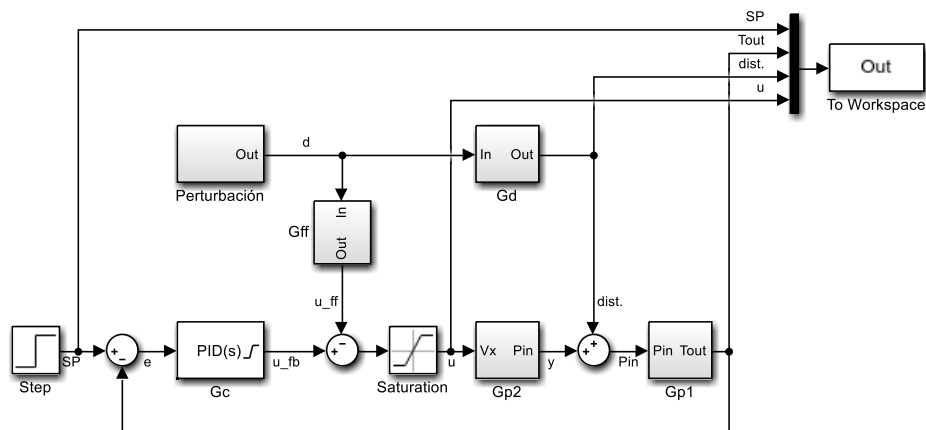 SP
Tout
dist.
u
Out
To Workspace
d
Out
Perturbación
In Out
Gd
In
Out
Gff
u_ff
dist.
Step
SP
+
−
e
PID(s)
Gc
u_fb
+
−
Saturation
u
Vx Pin
Gp2
y
+
+
Pin
Pin Tout
Gp1